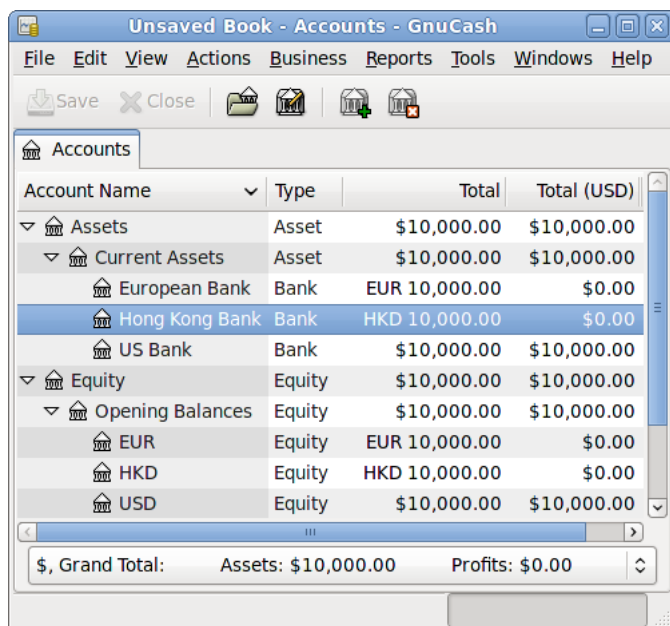 Unsaved Book - Accounts - GnuCash
File Edit View Actions Business Reports Tools Windows Help
Save Close
Accounts
Account Name Type Total Total (USD)
Assets Asset $10,000.00 $10,000.00
Current Assets Asset $10,000.00 $10,000.00
European Bank Bank EUR 10,000.00 $0.00
Hong Kong Bank Bank HKD 10,000.00 $0.00
US Bank Bank $10,000.00 $10,000.00
Equity Equity $10,000.00 $10,000.00
Opening Balances Equity $10,000.00 $10,000.00
EUR Equity EUR 10,000.00 $0.00
HKD Equity HKD 10,000.00 $0.00
USD Equity $10,000.00 $10,000.00
$, Grand Total: Assets: $10,000.00 Profits: $0.00